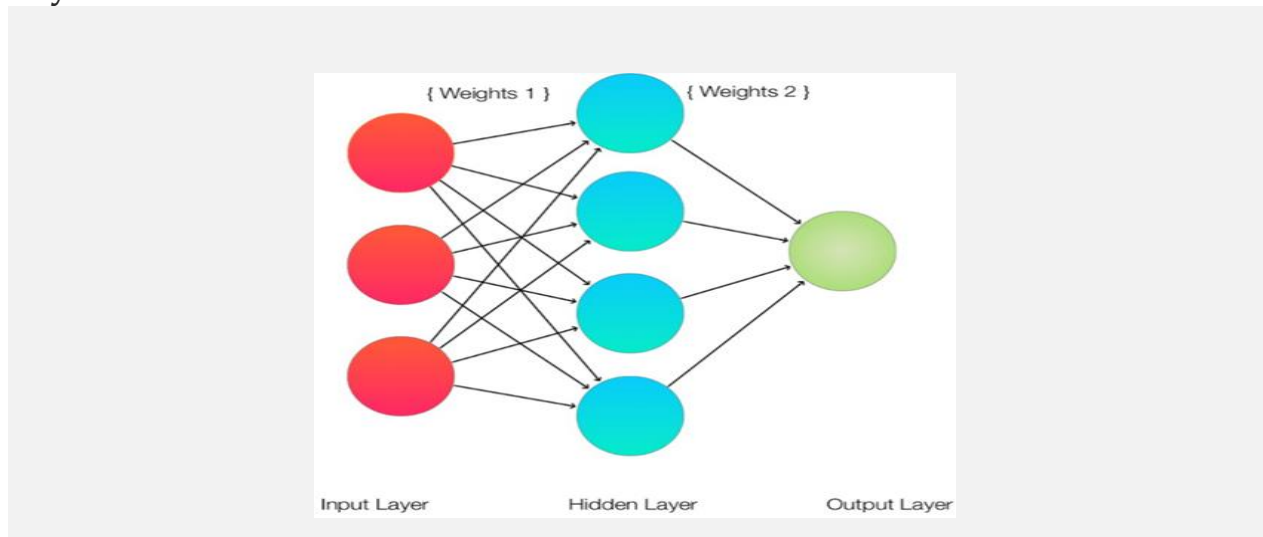 { Weights 1 }
{ Weights 2 }
Input Layer
Hidden Layer
Output Layer